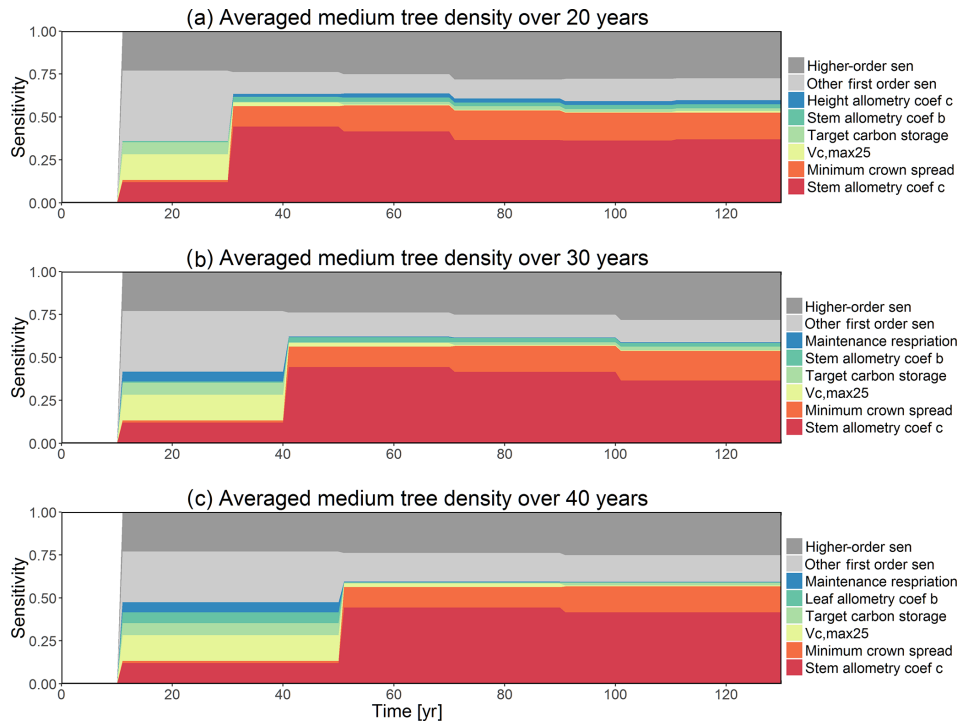 (a) Averaged medium tree density over 20 years
1.00
0.75
0.50
0.25
0.00
Sensitivity
0 20 40 60 80 100 120
Higher-order sen
Other first order sen
Height allometry coef c
Stem allometry coef b
Target carbon storage
Vc,max25
Minimum crown spread
Stem allometry coef c
(b) Averaged medium tree density over 30 years
1.00
0.75
0.50
0.25
0.00
Sensitivity
0 20 40 60 80 100 120
Higher-order sen
Other first order sen
Maintenance respriation
Stem allometry coef b
Target carbon storage
Vc,max25
Minimum crown spread
Stem allometry coef c
(c) Averaged medium tree density over 40 years
1.00
0.75
0.50
0.25
0.00
Sensitivity
0 20 40 60 80 100 120
Time [yr]
Higher-order sen
Other first order sen
Maintenance respriation
Leaf allometry coef b
Target carbon storage
Vc,max25
Minimum crown spread
Stem allometry coef c